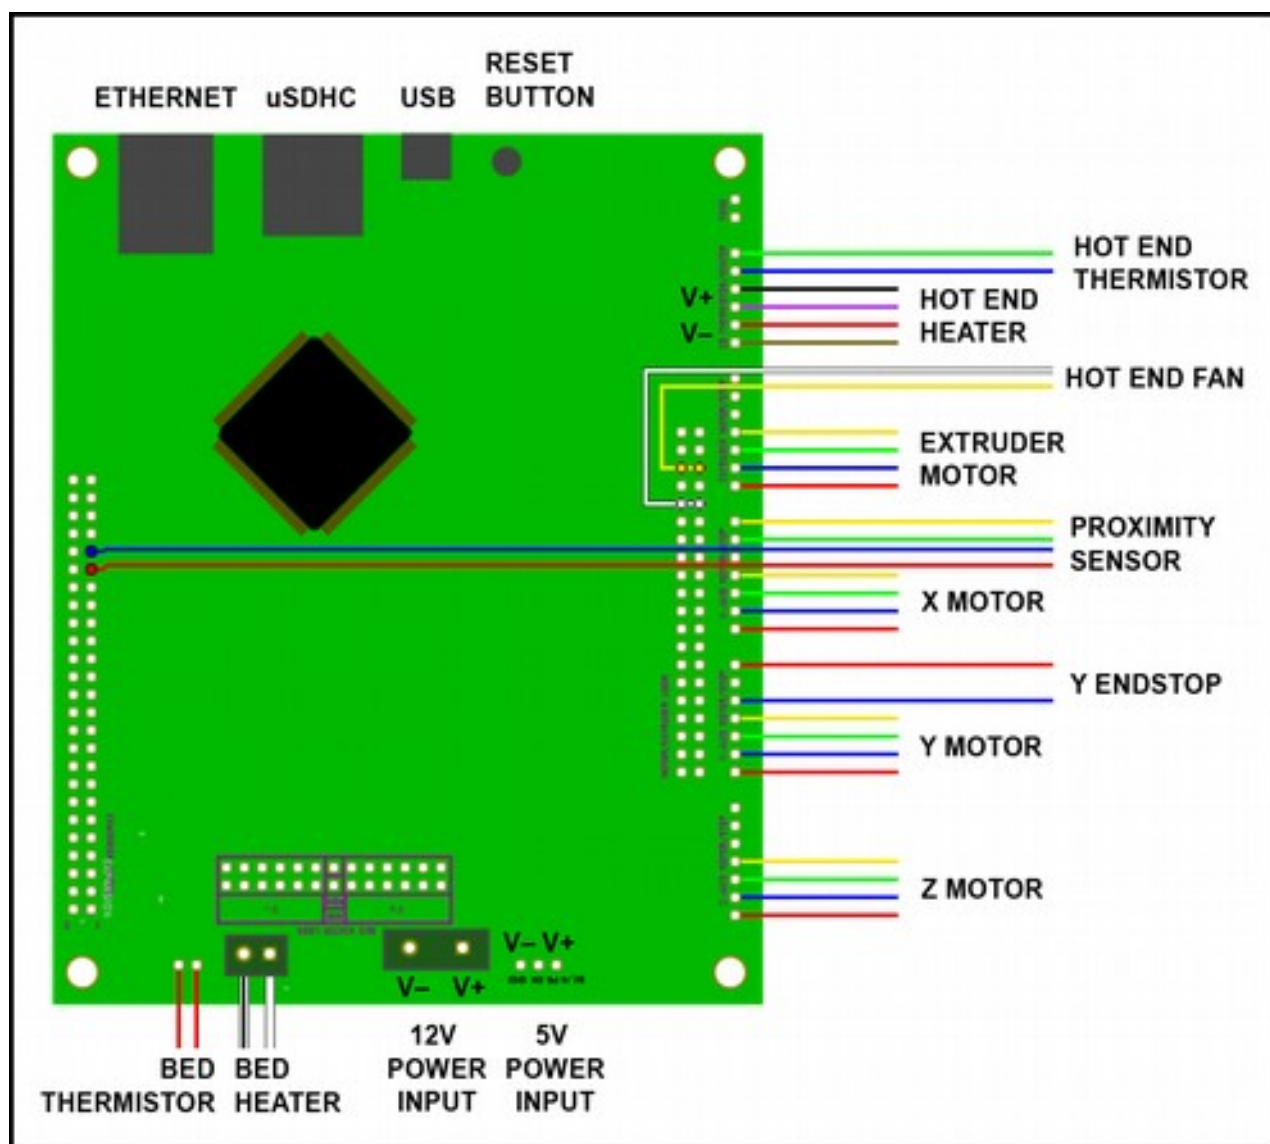 RESET
ETHERNET uSDHC USB BUTTON
HOT END
THERMISTOR
V+
HOT END
V–
HEATER
HOT END FAN
EXTRUDER
MOTOR
PROXIMITY
SENSOR
X MOTOR
Y ENDSTOP
Y MOTOR
Z MOTOR
V– V+
V– V+
12V 5V
BED BED POWER POWER
THERMISTOR HEATER INPUT INPUT